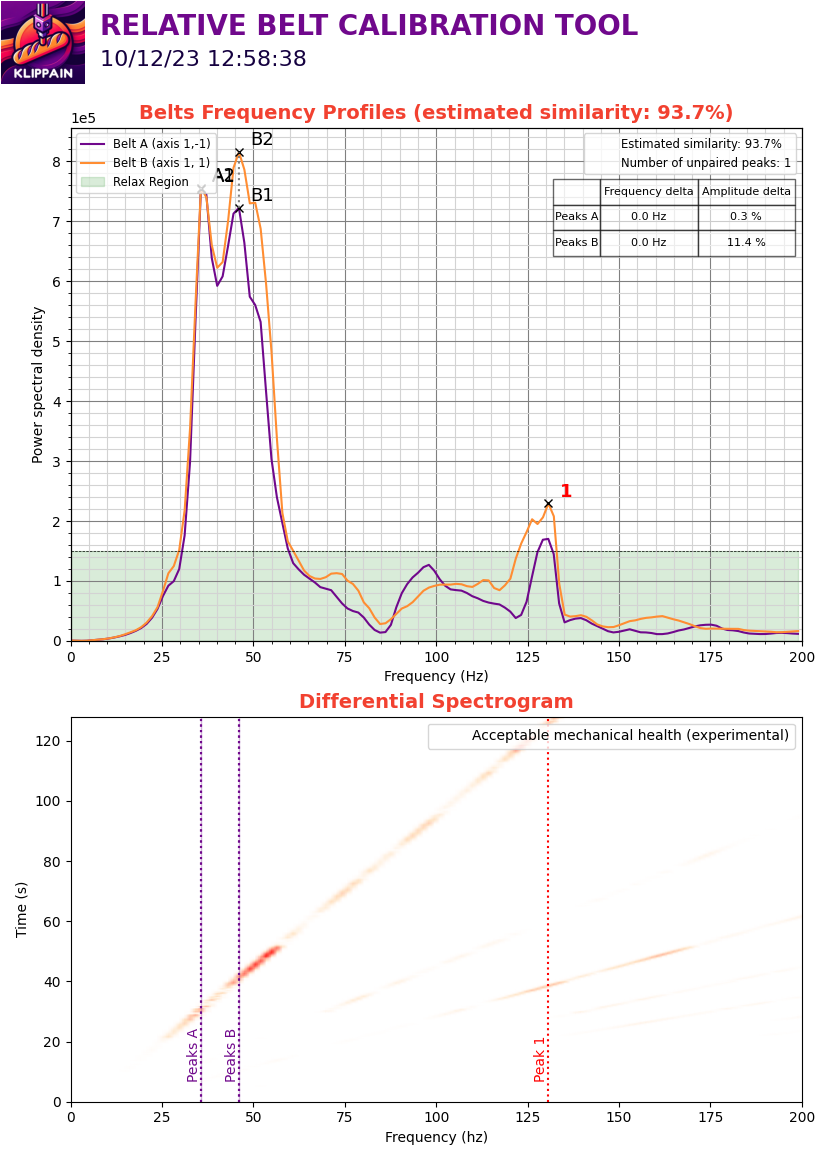 KLIPPAIN
RELATIVE BELT CALIBRATION TOOL
10/12/23 12:58:38
Belts Frequency Profiles (estimated similarity: 93.7%)
1e5
Belt A (axis 1,-1)
Belt B (axis 1, 1)
Relax Region
B2
B1
1
Estimated similarity: 93.7%
Number of unpaired peaks: 1
Frequency delta Amplitude delta
Peaks A 0.0 Hz 0.3 %
Peaks B 0.0 Hz 11.4 %
Power spectral density
8
7
6
5
4
3
2
1
0
0 25 50 75 100 125 150 175 200
Frequency (Hz)
Differential Spectrogram
Acceptable mechanical health (experimental)
Time (s)
120
100
80
60
40
20
0
Peaks A
Peaks B
Peak 1
0 25 50 75 100 125 150 175 200
Frequency (hz)